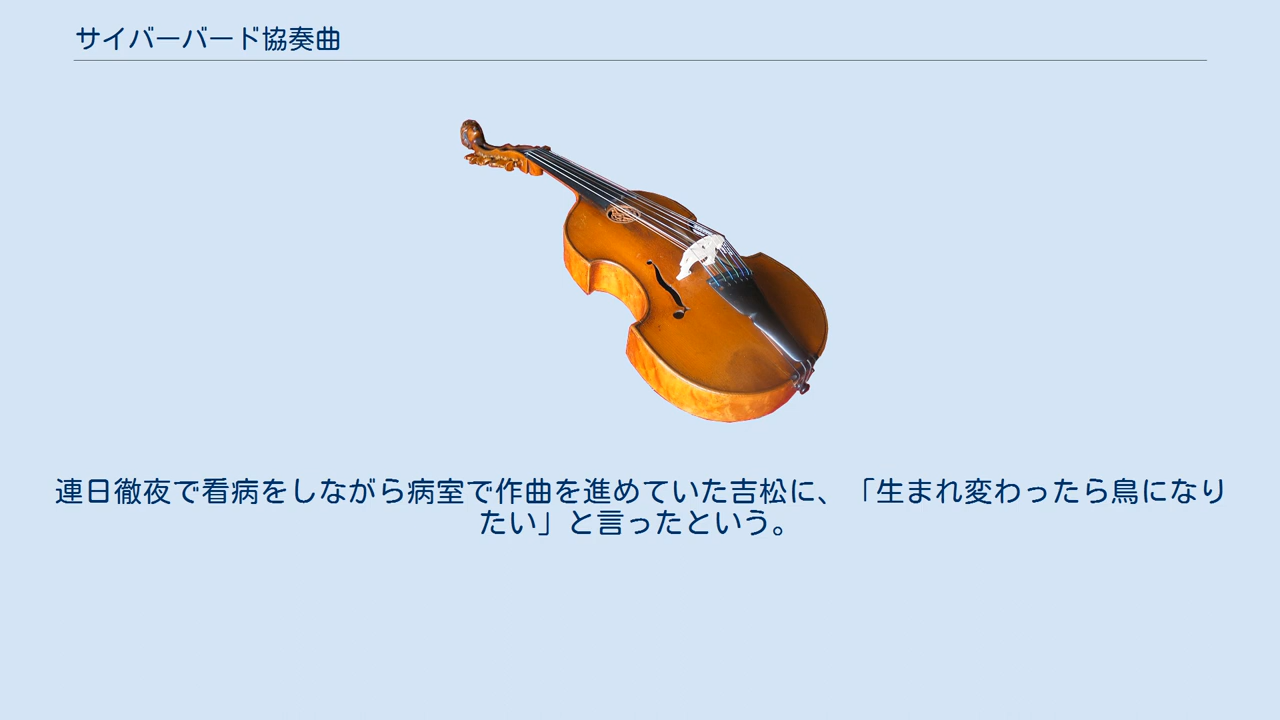 サイバーバード協奏曲
連日徹夜で看病をしながら病室で作曲を進めていた吉松に、「生まれ変わったら鳥になり
たい」と言ったという。